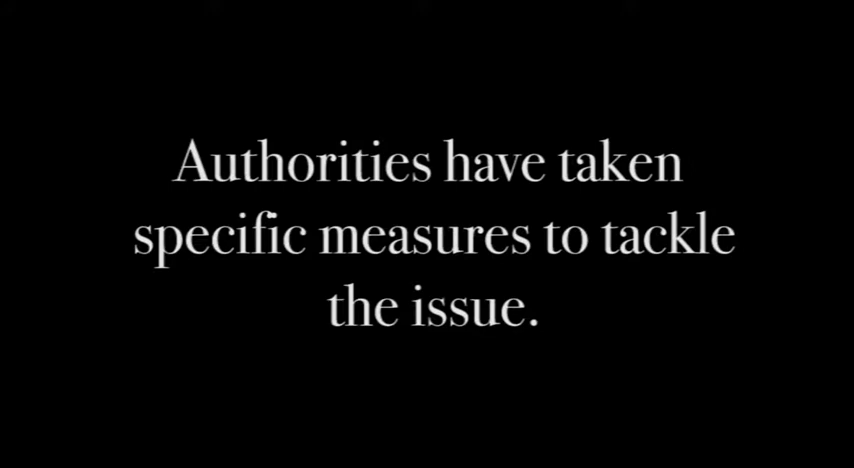 Authorities have taken
specific measures to tackle
the issue.